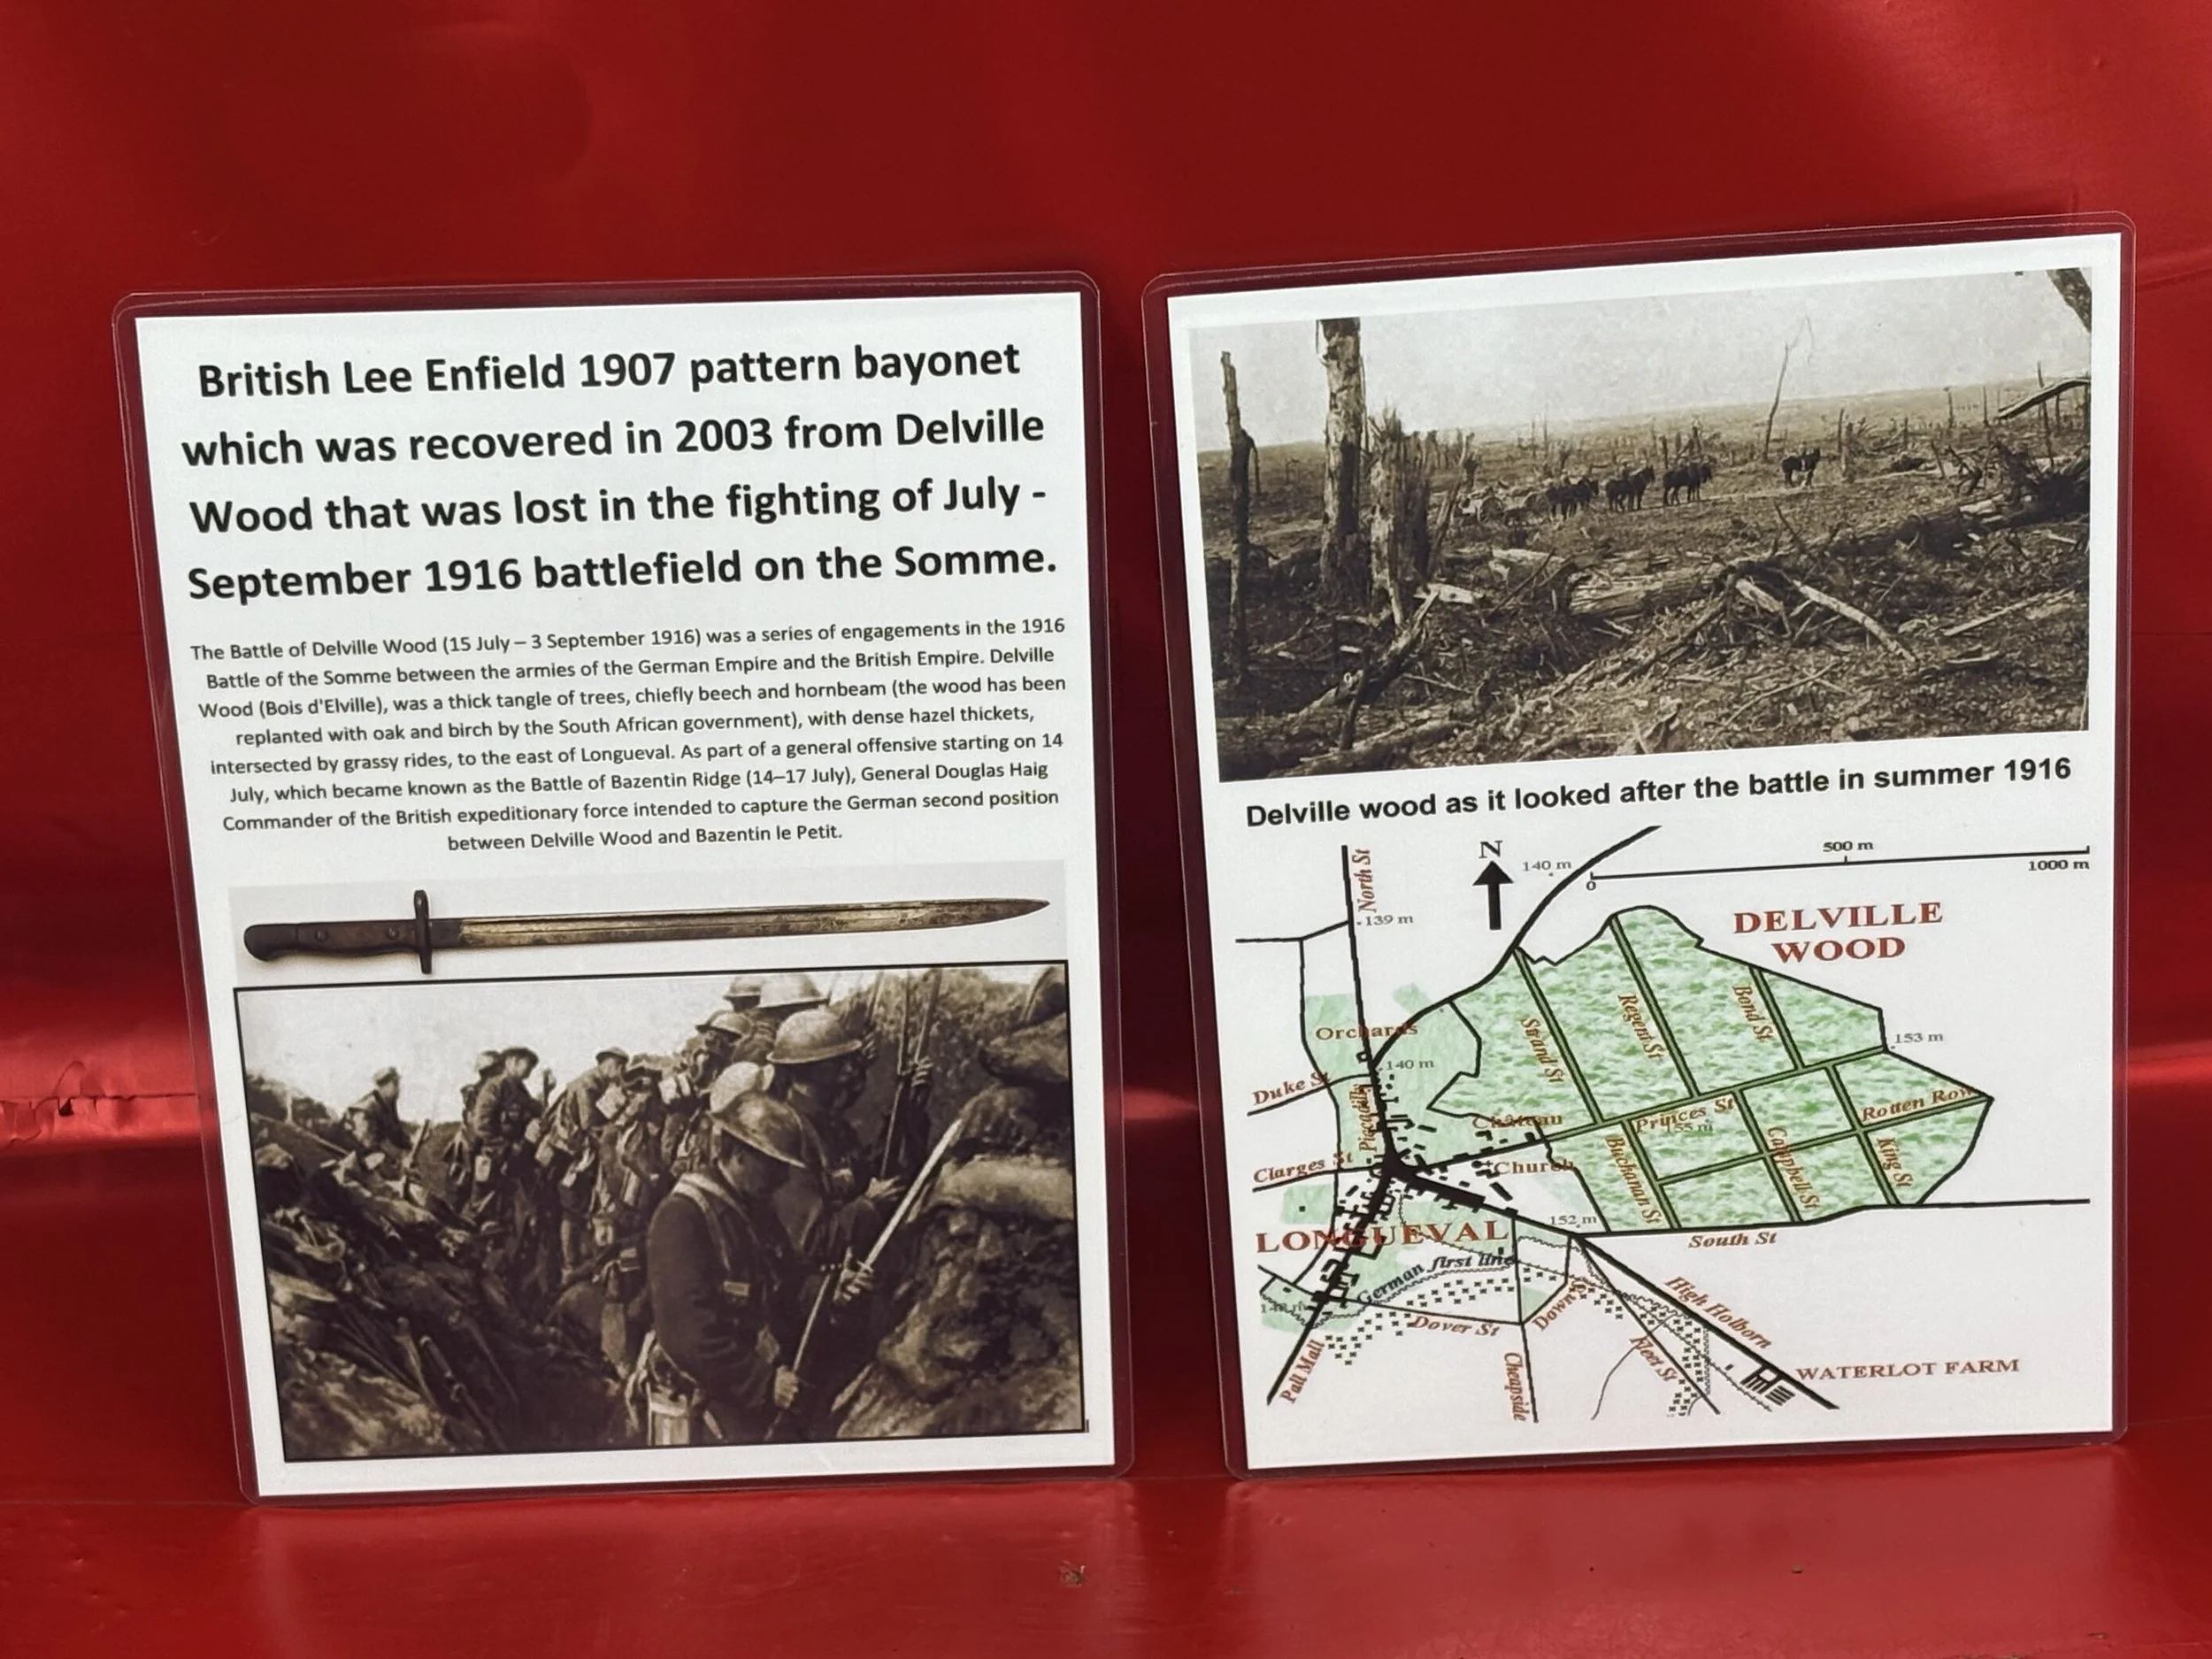 British Lee Enfield 1907 pattern bayonet
which was recovered in 2003 from Delville
Wood that was lost in the fighting of July -
September 1916 battlefield on the Somme.
The Battle of Delville Wood (15 July – 3 September 1916) was a series of engagements in the 1916
Battle of the Somme between the armies of the German Empire and the British Empire. Delville
Wood (Bois d'Elville), was a thick tangle of trees, chiefly beech and hornbeam (the wood has been
replanted with oak and birch by the South African government), with dense hazel thickets,
intersected by grassy rides, to the east of Longueval. As part of a general offensive starting on 14
July, which became known as the Battle of Bazentin Ridge (14–17 July), General Douglas Haig
Commander of the British expeditionary force intended to capture the German second position
between Delville Wood and Bazentin le Petit.
Delville wood as it looked after the battle in summer 1916
North St
N
140 m
0
500 m
1000 m
139 m
DELVILLE
WOOD
Orchards
Strand St
Regent St
Bond St
153 m
140 m
Duke St
Piccadilly
Château
Princes St
155 m
Rotten Row
Clarges St
Church
Buchanan St
Campbell St
King St
LONGUEVAL
152 m
South St
German first line
High Holborn
Dover St
Down St
Fleet St
Pall Mall
Cheapside
WATERLOT FARM